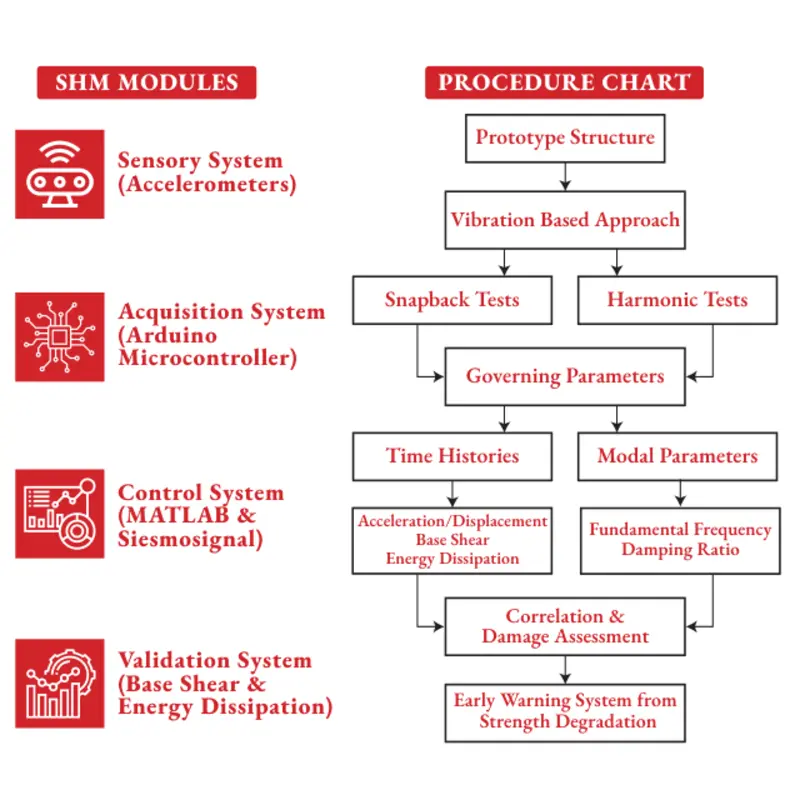 SHM MODULES
Sensory System
(Accelerometers)
Acquisition System
(Arduino
Microcontroller)
Control System
(MATLAB &
Siesmosignal)
Validation System
(Base Shear &
Energy Dissipation)
PROCEDURE CHART
Prototype Structure
Vibration Based Approach
Snapback Tests
Harmonic Tests
Governing Parameters
Time Histories
Modal Parameters
Acceleration/Displacement
Base Shear
Energy Dissipation
Fundamental Frequency
Damping Ratio
Correlation &
Damage Assessment
Early Warning System from
Strength Degradation